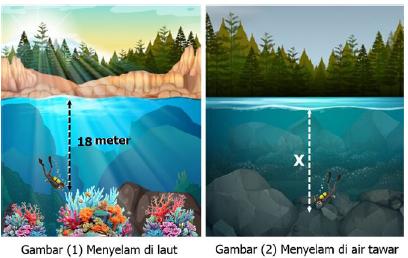 18 meter
X
Gambar (1) Menyelam di laut
Gambar (2) Menyelam di air tawar